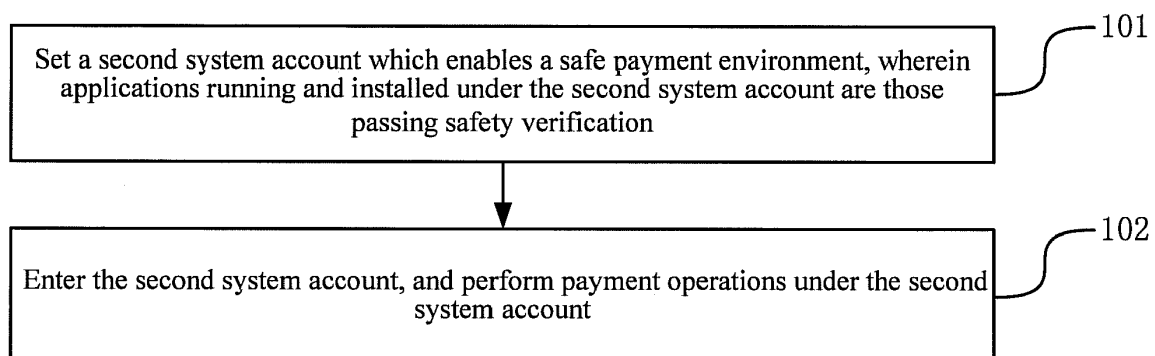 101
Set a second system account which enables a safe payment environment, wherein
applications running and installed under the second system account are those
passing safety verification
102
Enter the second system account, and perform payment operations under the second
system account